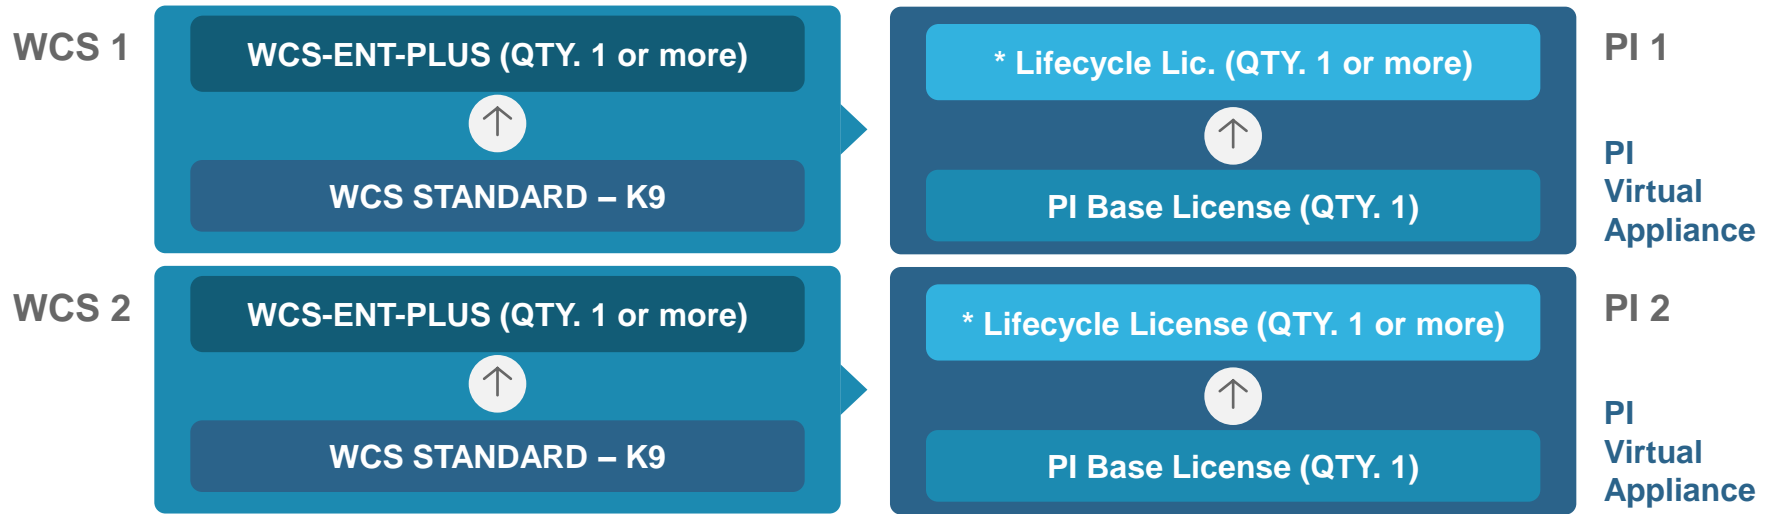 WCS 1
WCS-ENT-PLUS (QTY. 1 or more)
WCS STANDARD – K9
* Lifecycle Lic. (QTY. 1 or more)
PI Base License (QTY. 1)
PI 1
PI
Virtual
Appliance
WCS 2
WCS-ENT-PLUS (QTY. 1 or more)
WCS STANDARD – K9
* Lifecycle License (QTY. 1 or more)
PI Base License (QTY. 1)
PI 2
PI
Virtual
Appliance